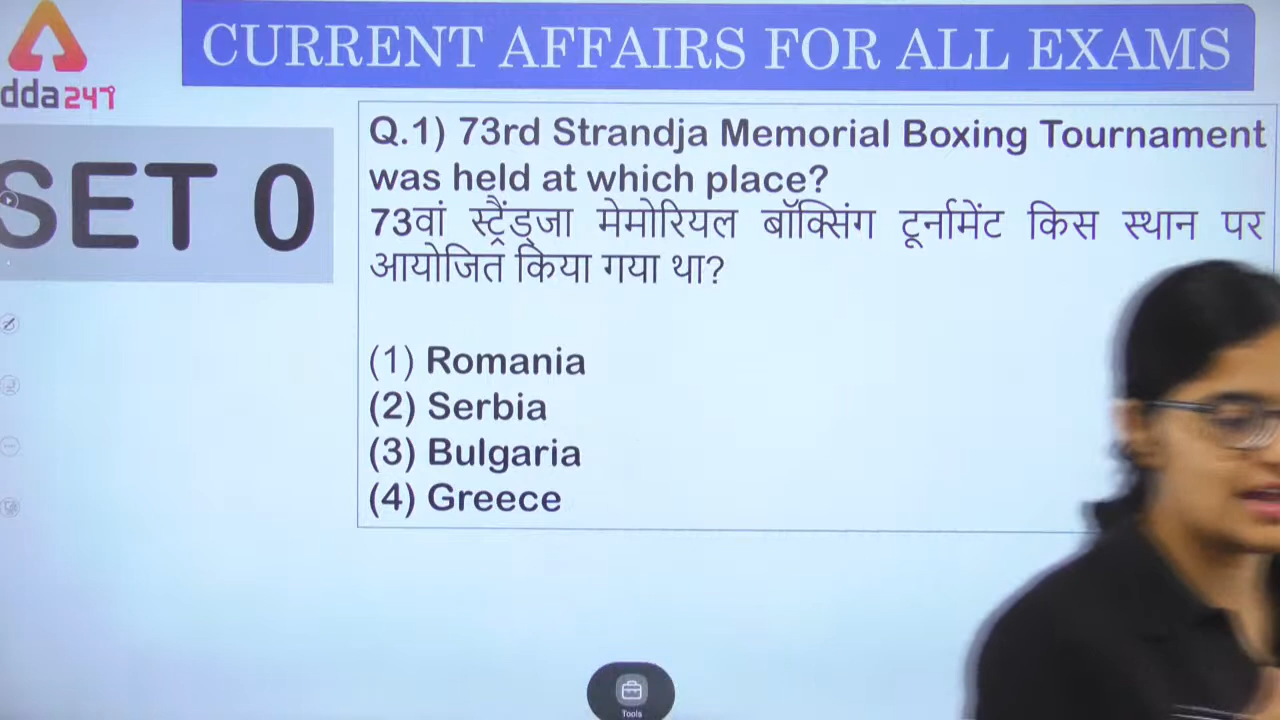 CURRENT AFFAIRS FOR ALL EXAMS
dda247
SET 0
Q.1) 73rd Strandja Memorial Boxing Tournament
was held at which place?
73वां स्ट्रैंड्जा मेमोरियल बॉक्सिंग टूर्नामेंट किस स्थान पर
आयोजित किया गया था?
(1) Romania
(2) Serbia
(3) Bulgaria
(4) Greece
Tools